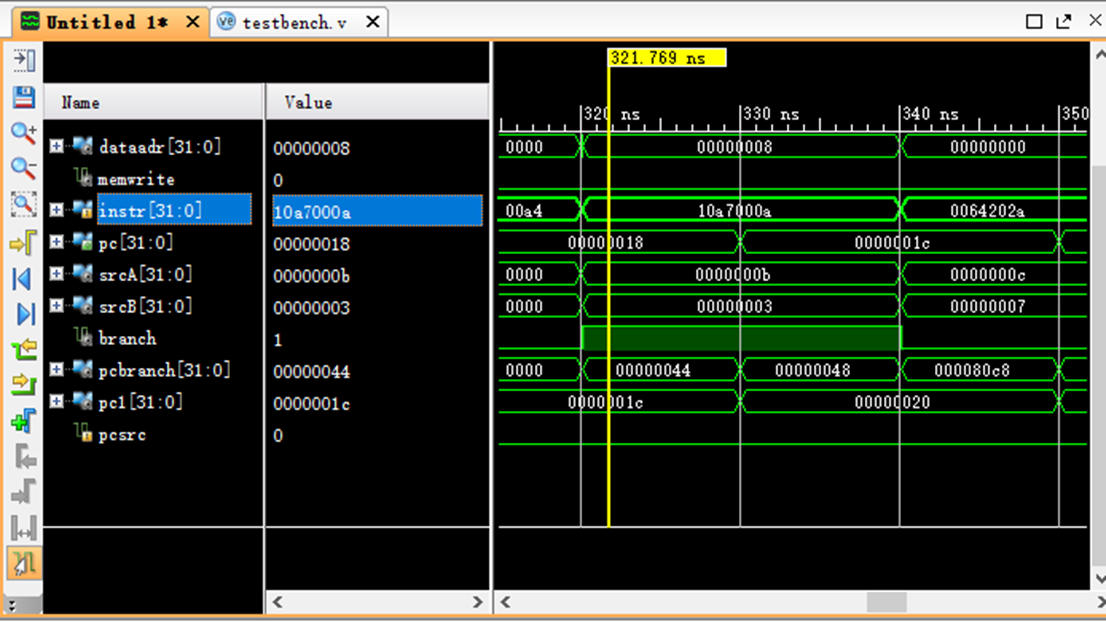 Untitled 1* testbench.v
321.769 ns
Name Value
320 ns 330 ns 340 ns 350
dataadr[31:0] 00000008 0000 00000008 00000000
memwrite 0
instr[31:0] 10a7000a 00a4 10a7000a 0064202a
pc[31:0] 00000018 00000018 0000001c
srcA[31:0] 0000000b 0000 0000000b 0000000c
srcB[31:0] 00000003 0000 00000003 00000007
branch 1
pcbranch[31:0] 00000044 0000 00000044 00000048 000080c8
pc1[31:0] 0000001c 0000001c 00000020
pcsrc 0